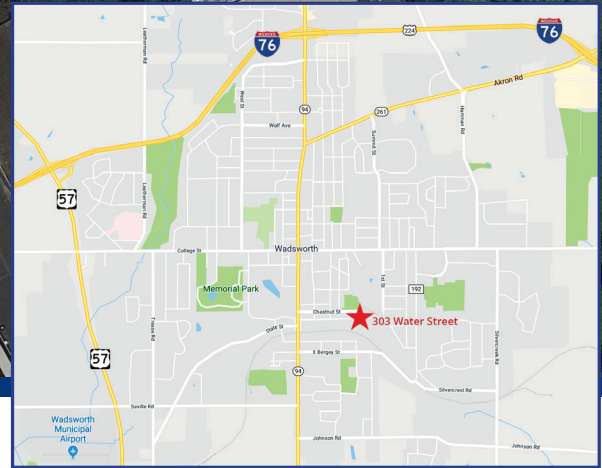 Leatherman Rd
INTERSTATE
76
224
INTERSTATE
76
Akron Rd
West St
94
261
Hartman Rd
Wolf Ave
Summit St
57
Leatherman Rd
College St
Wadsworth
Memorial Park
1st St
192
Chestnut St
303 Water Street
Trease Rd
State St
Silvercreek Rd
E Bergey St
57
94
Silvercrest Rd
Seville Rd
Wadsworth
Municipal
Airport
Johnson Rd
Johnson Rd